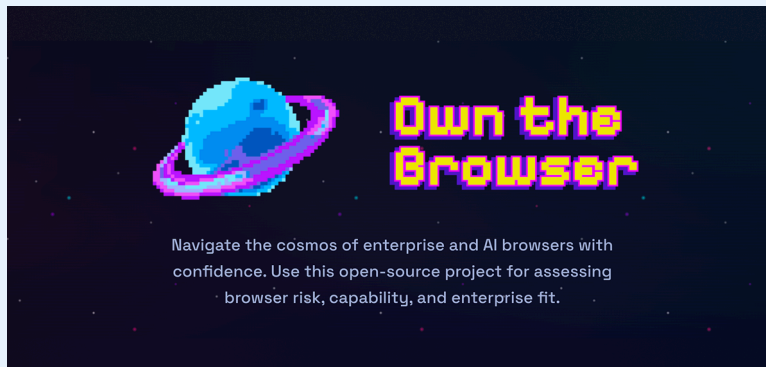 Own the
Browser
Navigate the cosmos of enterprise and AI browsers with
confidence. Use this open-source project for assessing
browser risk, capability, and enterprise fit.